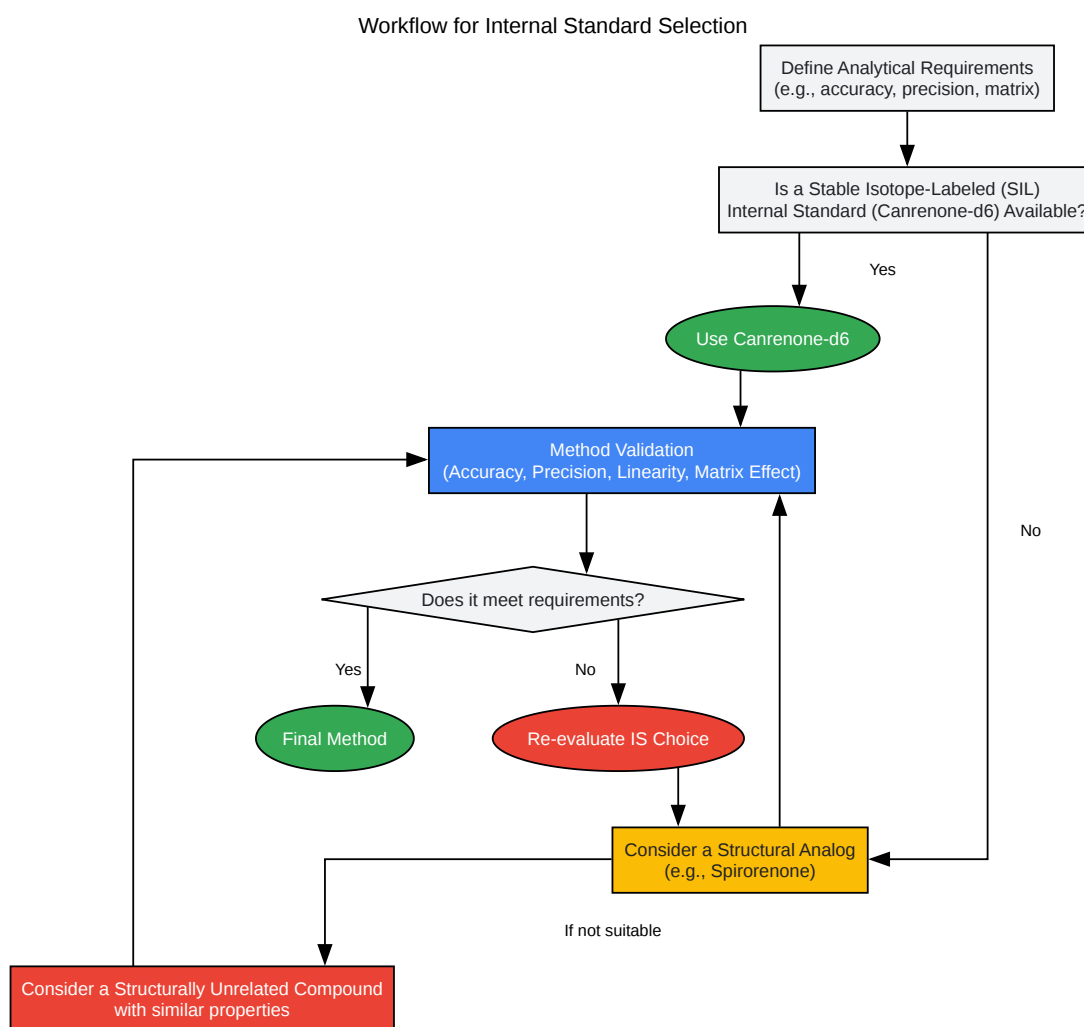 Workflow for Internal Standard Selection
Define Analytical Requirements
(e.g., accuracy, precision, matrix)
Is a Stable Isotope-Labeled (SIL)
Internal Standard (Canrenone-d6) Available?
Yes
Use Canrenone-d6
Method Validation
(Accuracy, Precision, Linearity, Matrix Effect)
No
Does it meet requirements?
Yes
No
Final Method
Re-evaluate IS Choice
Consider a Structural Analog
(e.g., Spirorenone)
If not suitable
Consider a Structurally Unrelated Compound
with similar properties